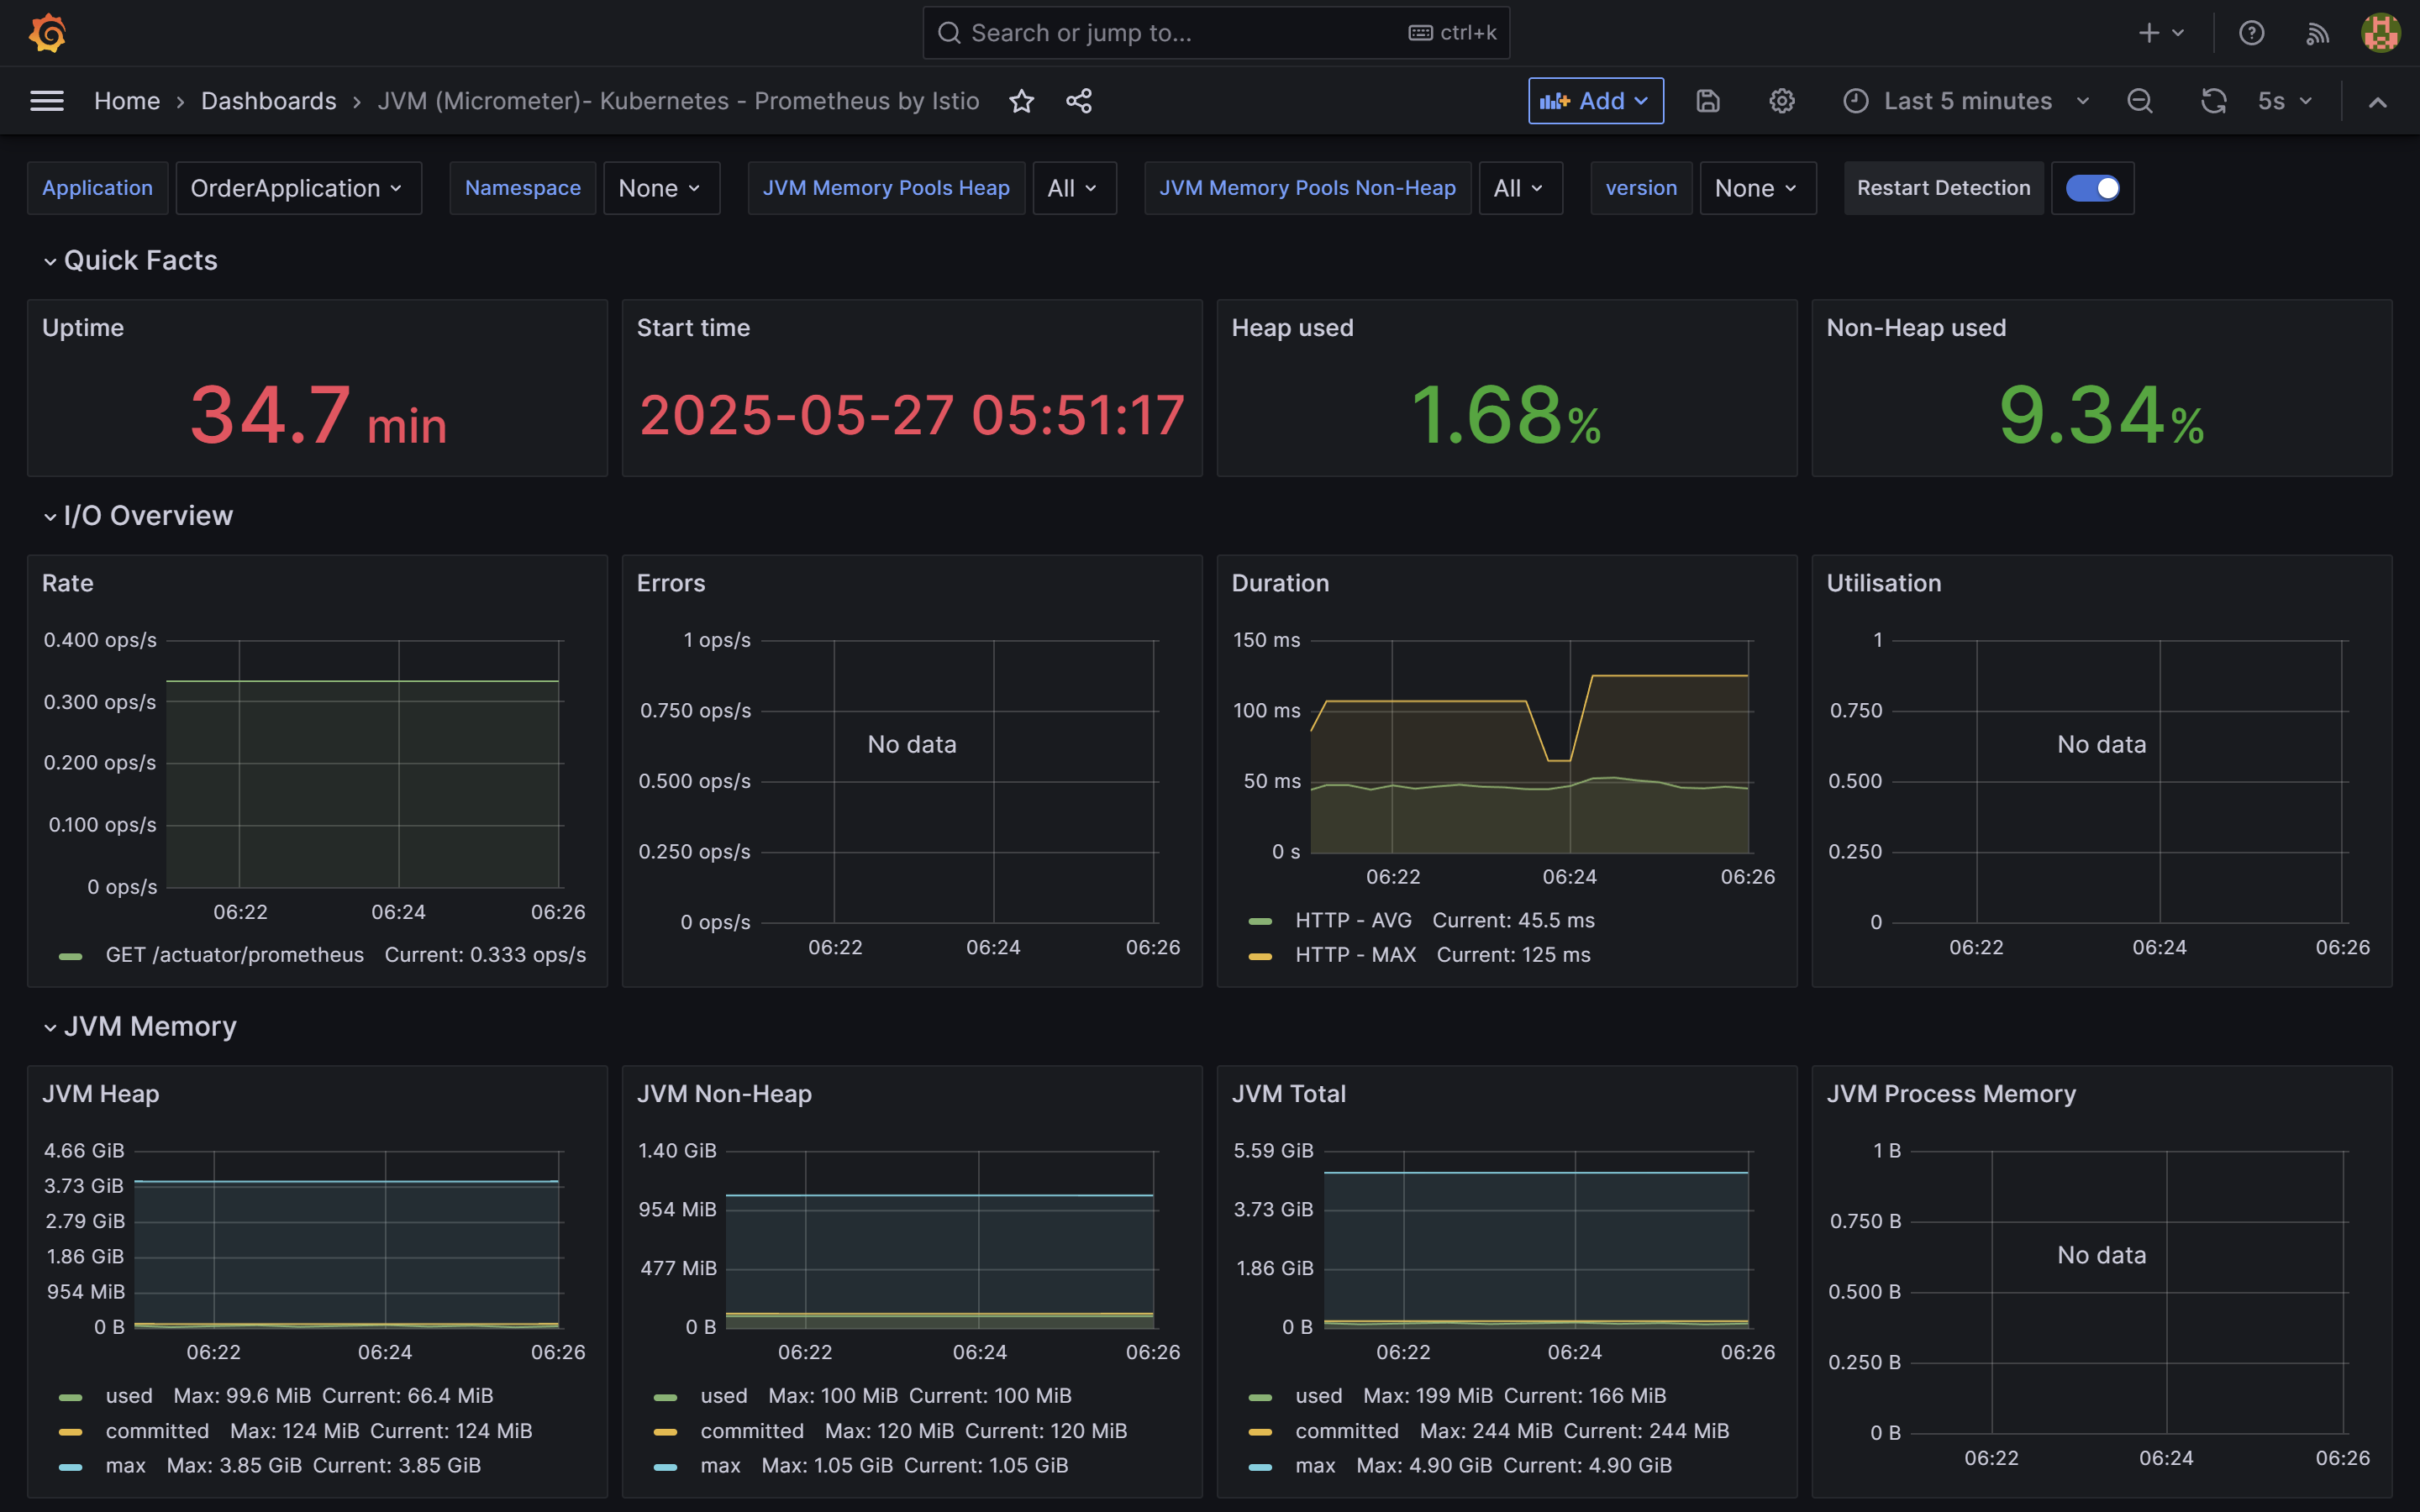 Search or jump to... ctrl+k
Home › Dashboards › JVM (Micrometer)- Kubernetes - Prometheus by Istio Add Last 5 minutes 5s
Application OrderApplication Namespace None JVM Memory Pools Heap All JVM Memory Pools Non-Heap All version None Restart Detection
Quick Facts
Uptime
34.7 min
Start time
2025-05-27 05:51:17
Heap used
1.68%
Non-Heap used
9.34%
I/O Overview
Rate
0.400 ops/s
0.300 ops/s
0.200 ops/s
0.100 ops/s
0 ops/s
06:22 06:24 06:26
GET /actuator/prometheus Current: 0.333 ops/s
Errors
1 ops/s
0.750 ops/s
No data
0.500 ops/s
0.250 ops/s
0 ops/s
06:22 06:24 06:26
Duration
150 ms
100 ms
50 ms
0 s
06:22 06:24 06:26
HTTP - AVG Current: 45.5 ms
HTTP - MAX Current: 125 ms
Utilisation
1
0.750
No data
0.500
0.250
0
06:22 06:24 06:26
JVM Memory
JVM Heap
4.66 GiB
3.73 GiB
2.79 GiB
1.86 GiB
954 MiB
0 B
06:22 06:24 06:26
used Max: 99.6 MiB Current: 66.4 MiB
committed Max: 124 MiB Current: 124 MiB
max Max: 3.85 GiB Current: 3.85 GiB
JVM Non-Heap
1.40 GiB
954 MiB
477 MiB
0 B
06:22 06:24 06:26
used Max: 100 MiB Current: 100 MiB
committed Max: 120 MiB Current: 120 MiB
max Max: 1.05 GiB Current: 1.05 GiB
JVM Total
5.59 GiB
3.73 GiB
1.86 GiB
0 B
06:22 06:24 06:26
used Max: 199 MiB Current: 166 MiB
committed Max: 244 MiB Current: 244 MiB
max Max: 4.90 GiB Current: 4.90 GiB
JVM Process Memory
1 B
0.750 B
No data
0.500 B
0.250 B
0 B
06:22 06:24 06:26